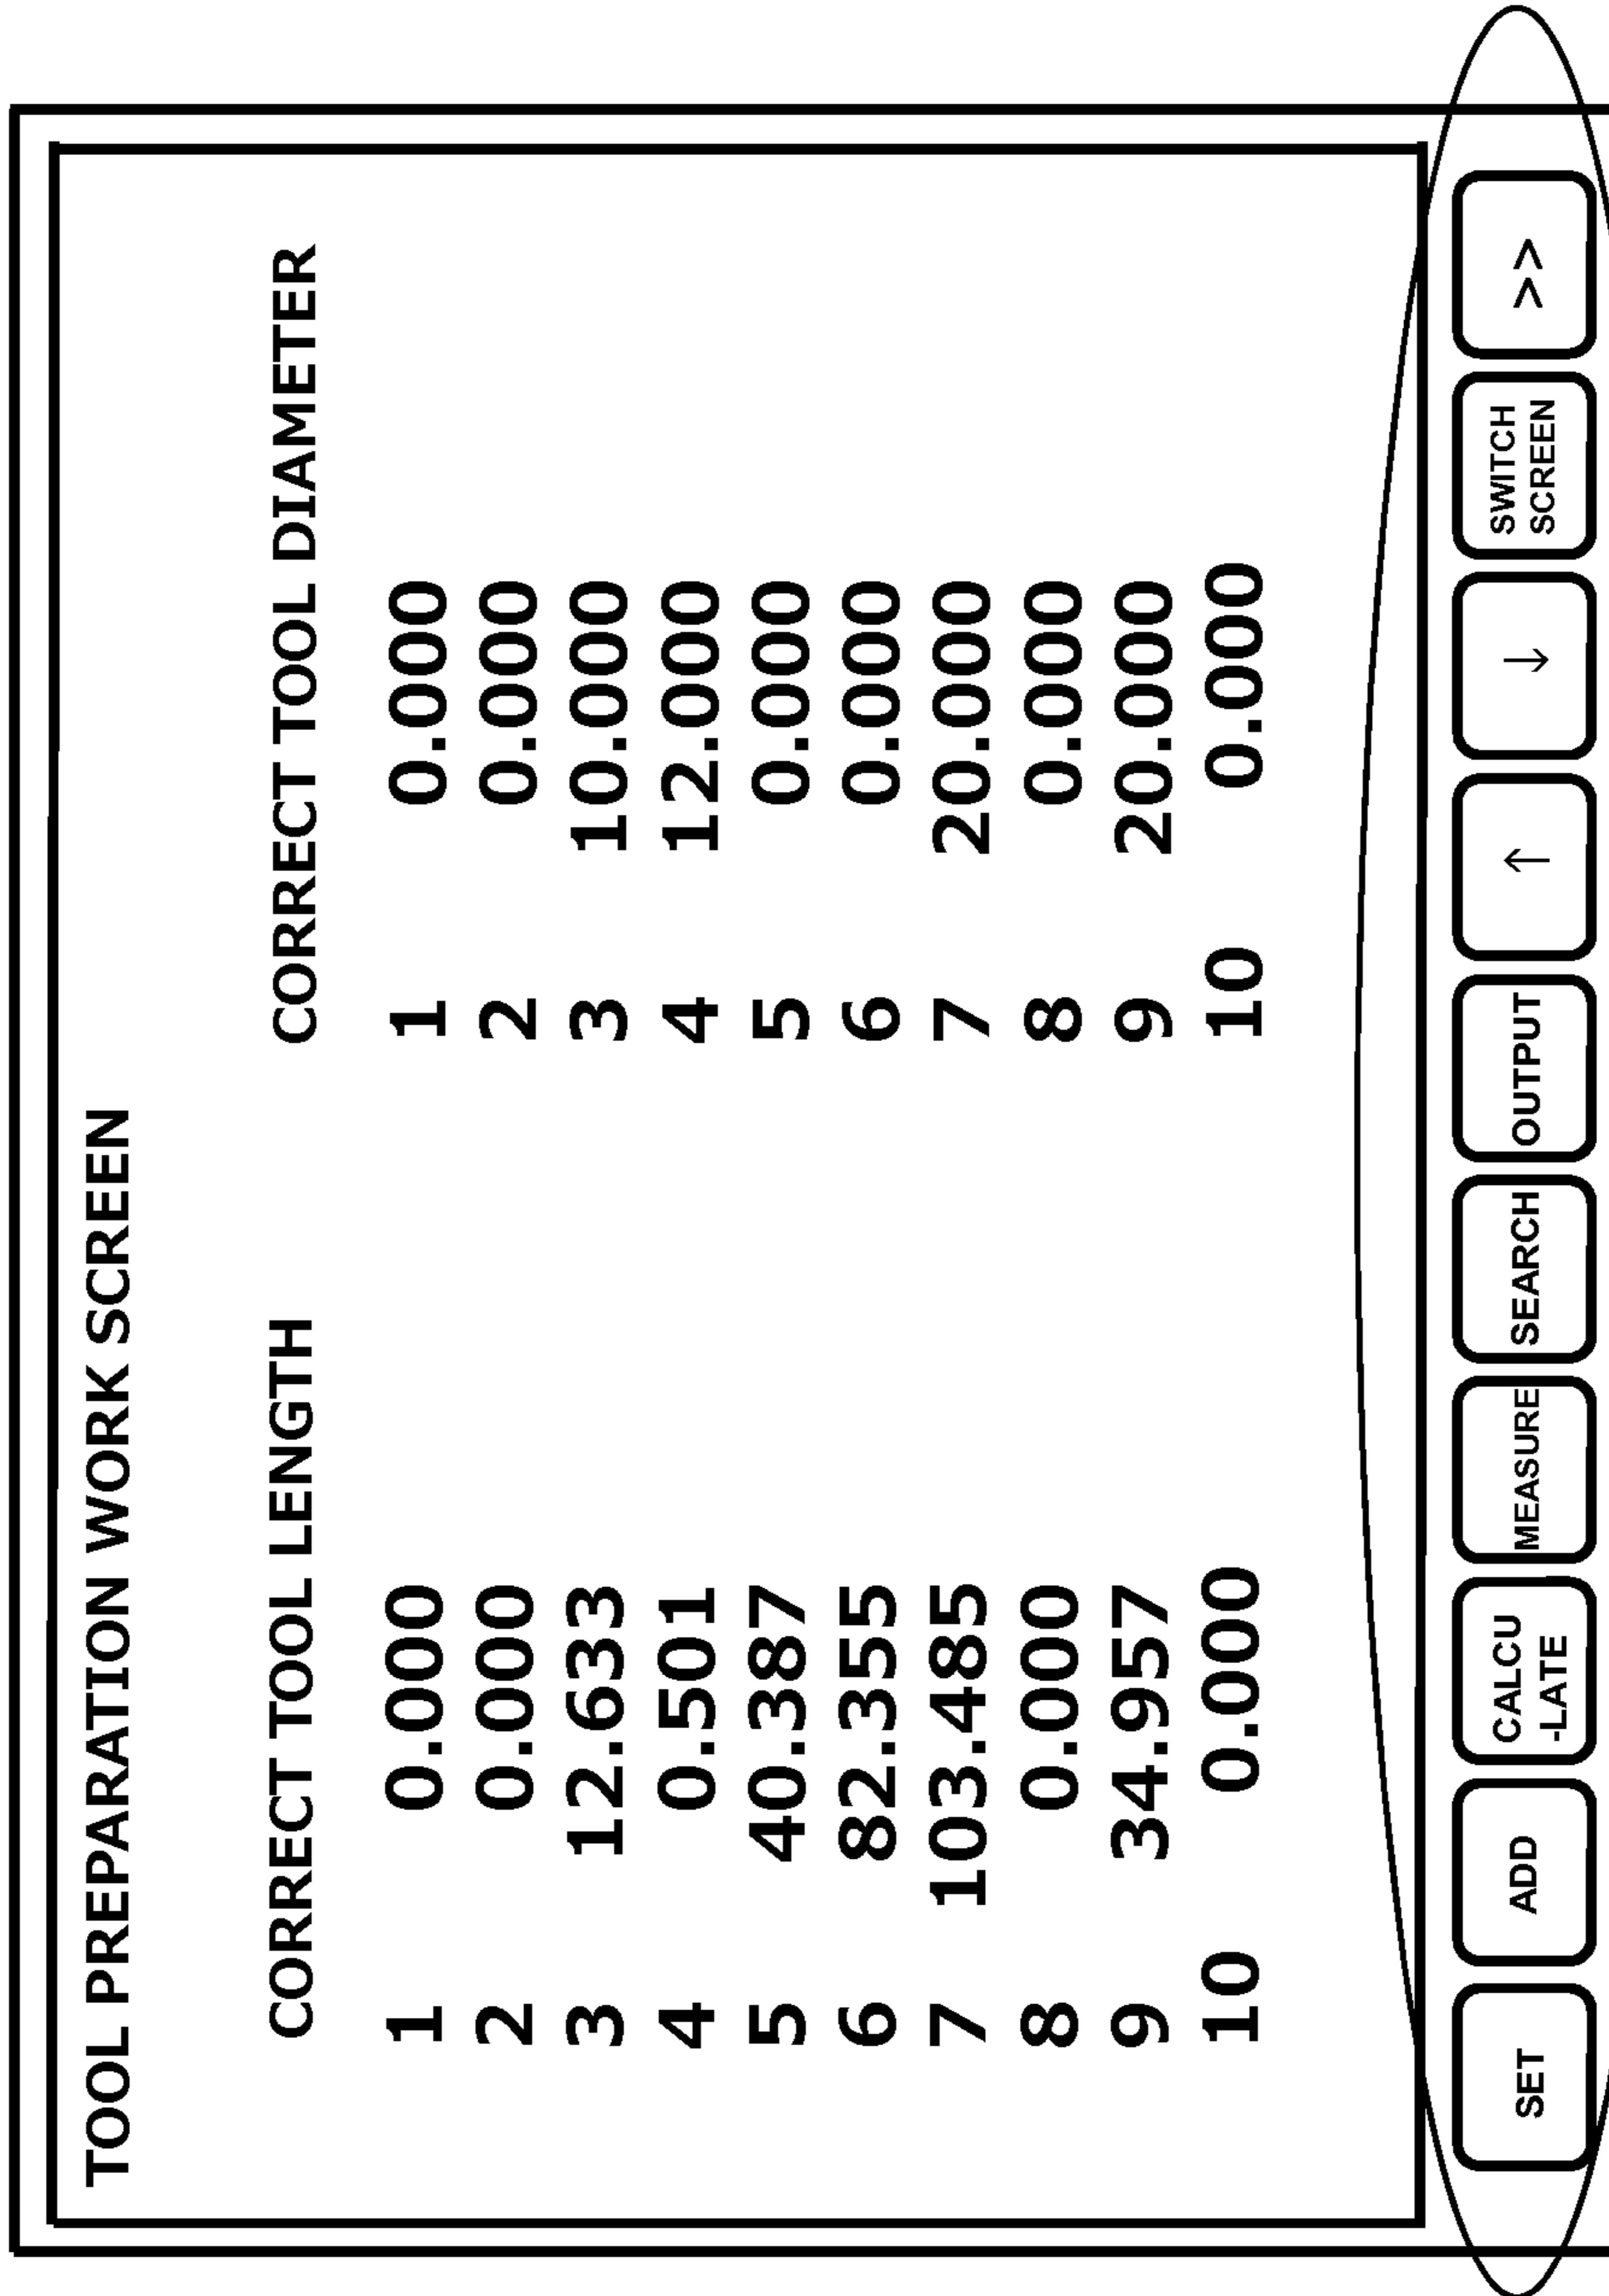 TOOL PREPARATION WORK SCREEN
CORRECT TOOL LENGTH CORRECT TOOL DIAMETER
1 0.000 1 0.000
2 0.000 2 0.000
3 12.633 3 10.000
4 0.501 4 12.000
5 40.387 5 0.000
6 82.355 6 0.000
7 103.485 7 20.000
8 0.000 8 0.000
9 34.957 9 20.000
10 0.000 10 0.000
SET
ADD
CALCU
-LATE
MEASURE
SEARCH
OUTPUT
↑
↓
SWITCH
SCREEN
>>